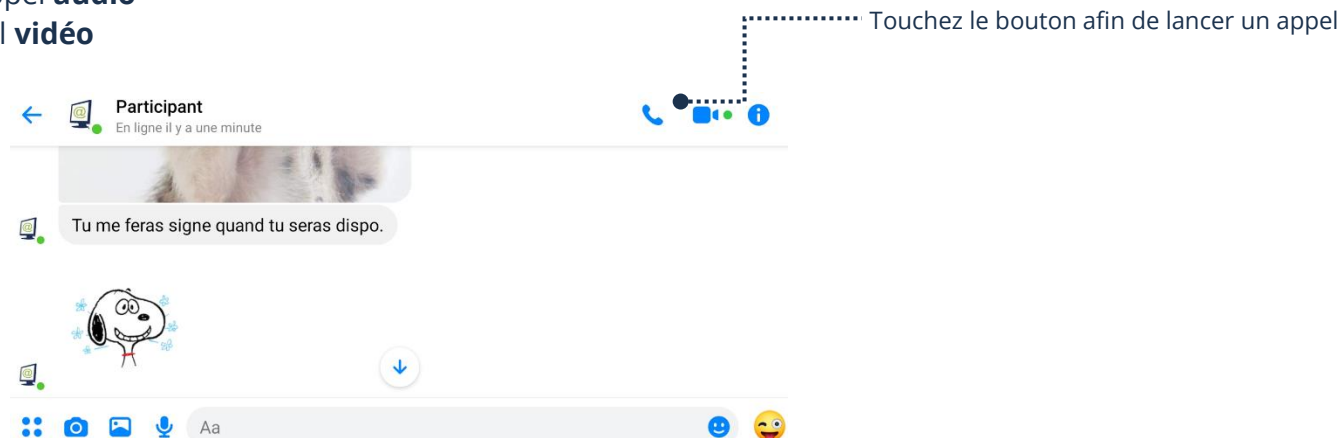 audio
l vidéo
Touchez le bouton afin de lancer un appel
Participant
En ligne il y a une minute
Tu me feras signe quand tu seras dispo.
Aa